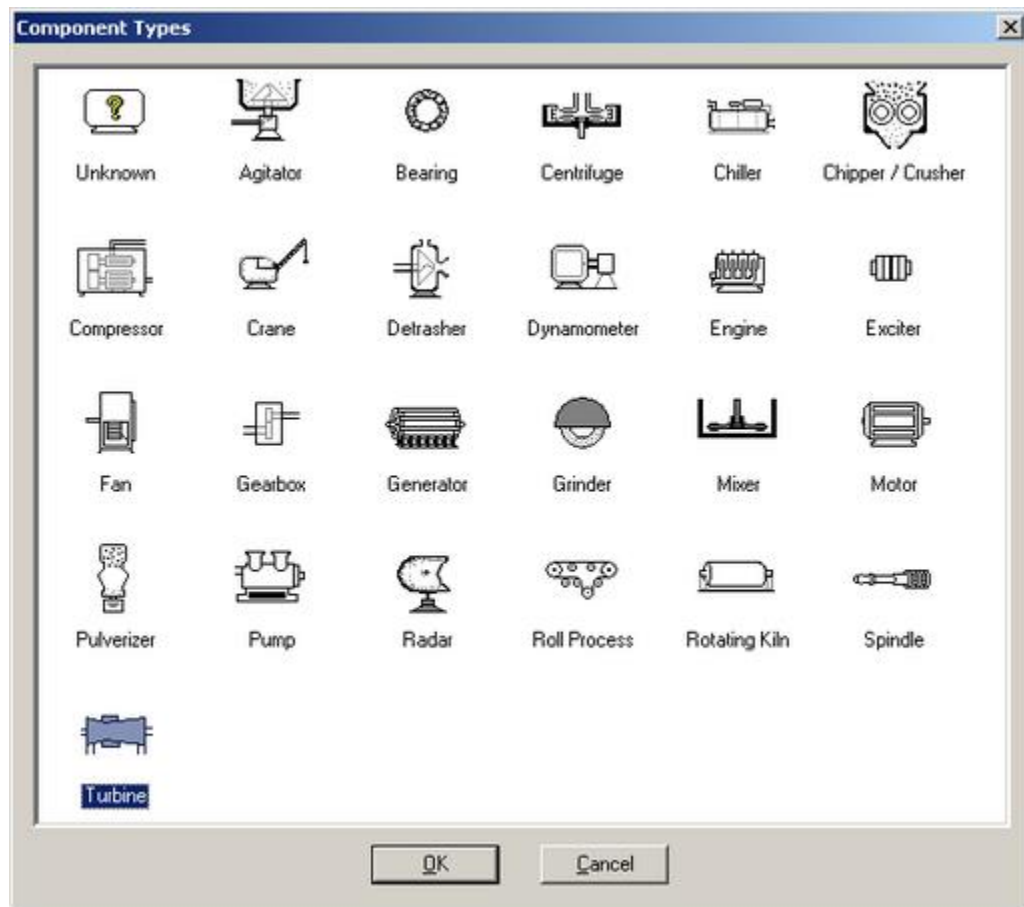 Component Types
Unknown Agitator Bearing Centrifuge Chiller Chipper / Crusher
Compressor Crane Detrasher Dynamometer Engine Exciter
Fan Gearbox Generator Grinder Mixer Motor
Pulverizer Pump Radar Roll Process Rotating Kiln Spindle
Turbine
OK Cancel